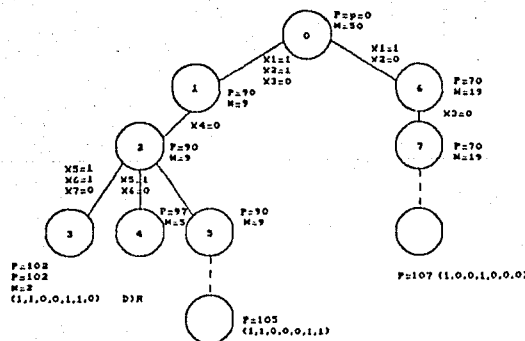 P=p=0
M=50
0
X1=1
X2=1
X3=0
X1=1
X2=0
1
P=90
M=9
6
P=70
M=19
X4=0
X3=0
2
P=90
M=9
7
P=70
M=19
X5=1
X6=1
X7=0
X5=1
X6=0
3
4
P=97
M=5
5
P=90
M=9
P=102
P=102
M=2
(1,1,0,0,1,1,0)
P=107 (1,0,0,1,0,0,0)
P=105
(1,1,0,0,0,1,1)